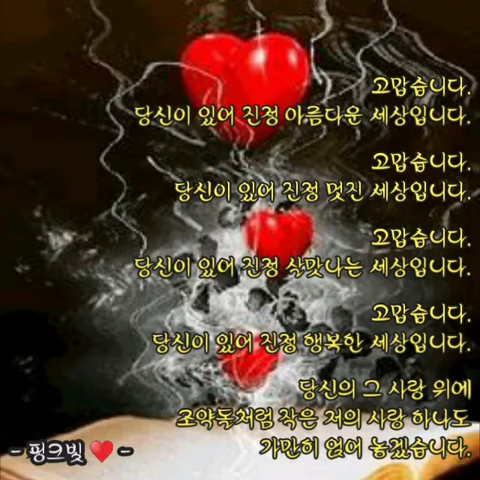 고맙습니다.
당신이 있어 진정 아름다운 세상입니다.
고맙습니다.
당신이 있어 진정 멋진 세상입니다.
고맙습니다.
당신이 있어 진정 살맛나는 세상입니다.
고맙습니다.
당신이 있어 진정 행복한 세상입니다.
당신의 그 사랑 위에
조약돌처럼 작은 저의 사랑 하나도
가만히 얹어 놓겠습니다.
- 핑크빛 ❤ -